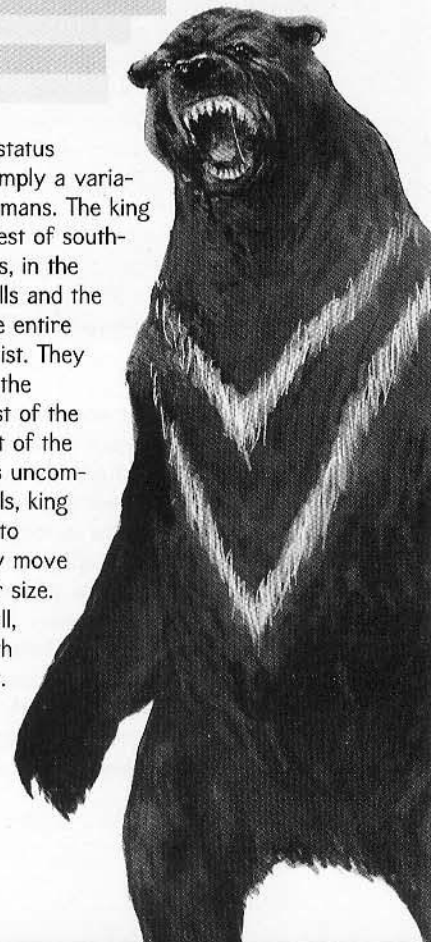 status
mply a varia-
mans. The king
est of south-
s, in the
lls and the
e entire
ist. They
the
st of the
t of the
s uncom-
ls, king
to
y move
r size.
ll,
th
.